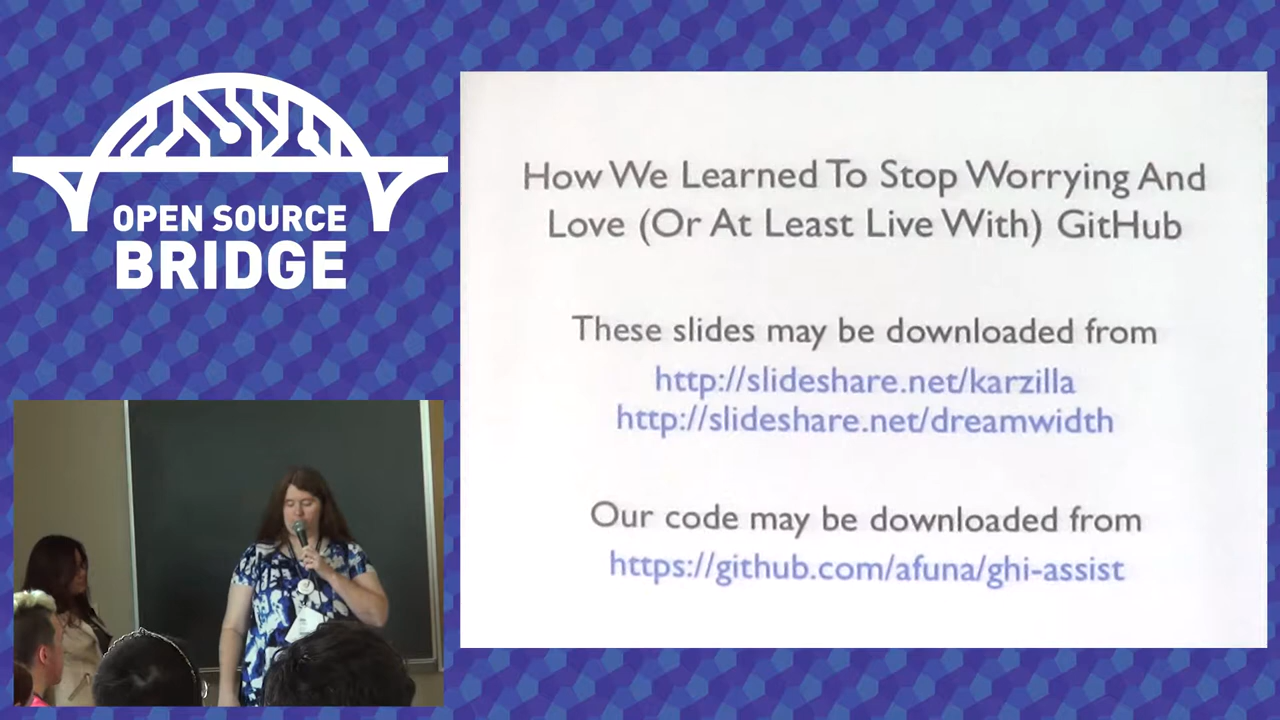 OPEN SOURCE
BRIDGE
How We Learned To Stop Worrying And
Love (Or At Least Live With) GitHub
These slides may be downloaded from
http://slideshare.net/karzilla
http://slideshare.net/dreamwidth
Our code may be downloaded from
https://github.com/afuna/ghi-assist